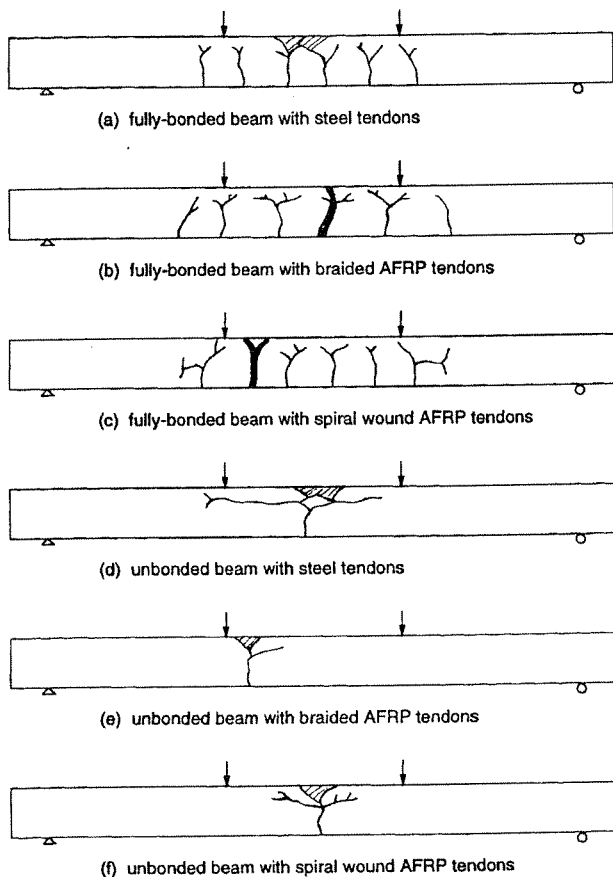 (a) fully-bonded beam with steel tendons
(b) fully-bonded beam with braided AFRP tendons
(c) fully-bonded beam with spiral wound AFRP tendons
(d) unbonded beam with steel tendons
(e) unbonded beam with braided AFRP tendons
(f) unbonded beam with spiral wound AFRP tendons